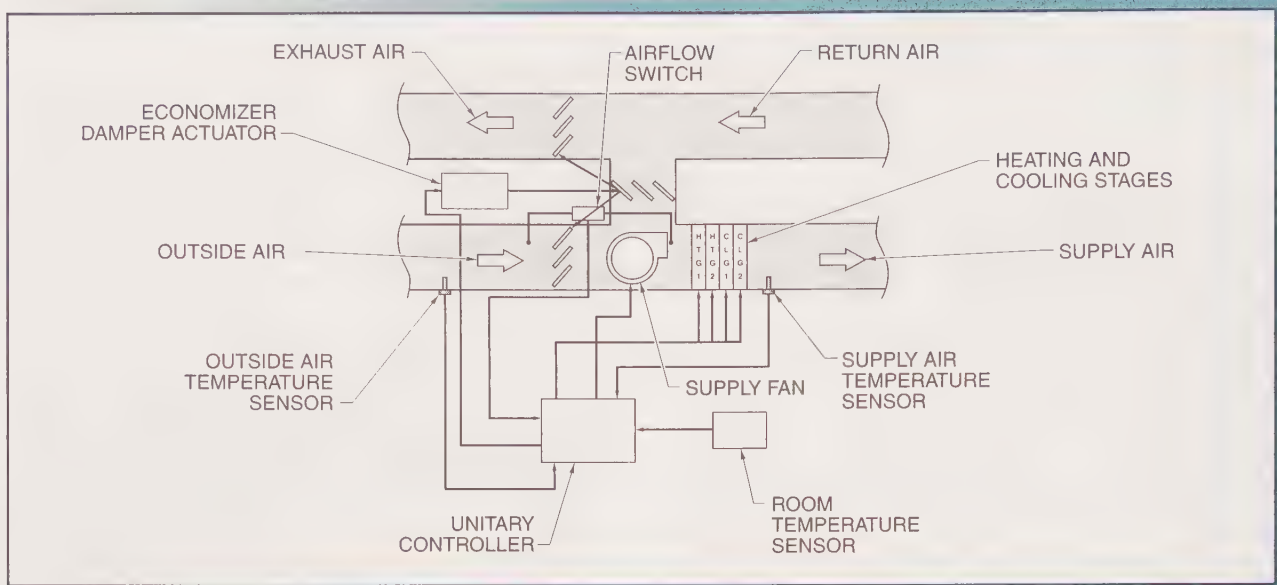 EXHAUST AIR
AIRFLOW
SWITCH
RETURN AIR
ECONOMIZER
DAMPER ACTUATOR
HEATING AND
COOLING STAGES
OUTSIDE AIR
H
T
G
1
H
T
G
2
C
L
G
1
C
L
G
2
SUPPLY AIR
OUTSIDE AIR
TEMPERATURE
SENSOR
SUPPLY FAN
SUPPLY AIR
TEMPERATURE
SENSOR
UNITARY
CONTROLLER
ROOM
TEMPERATURE
SENSOR